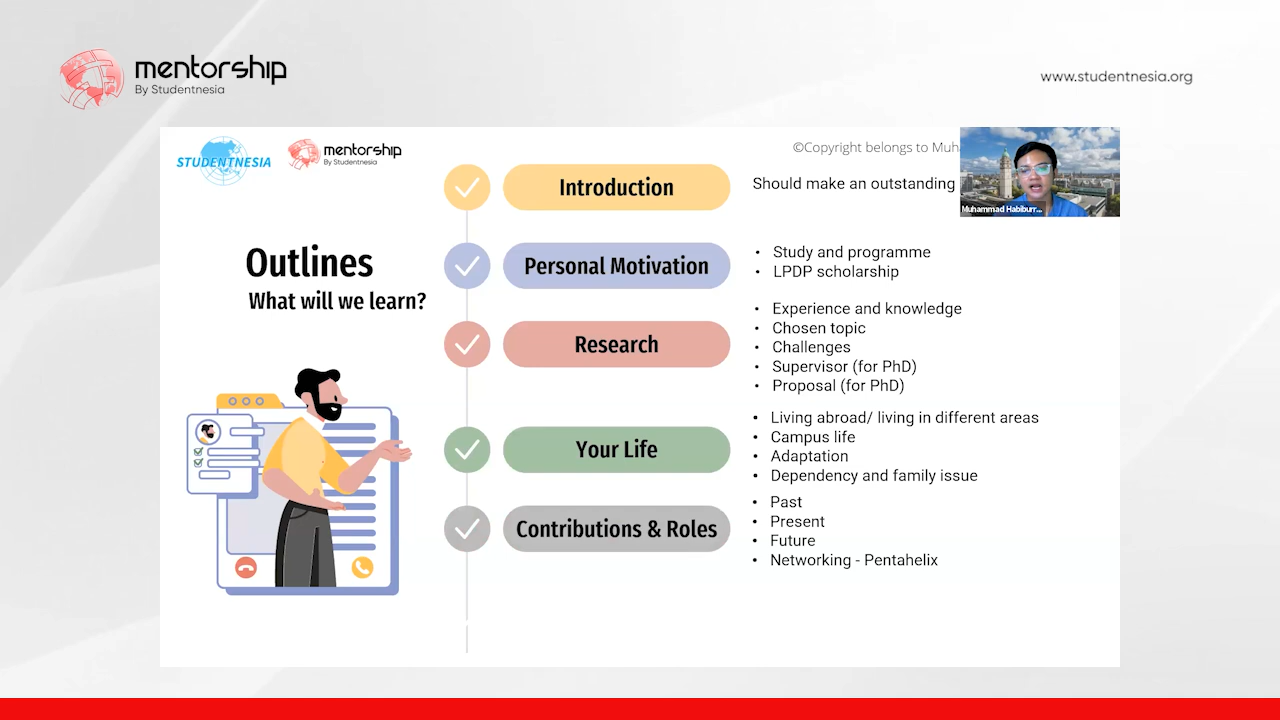 mentorship
By Studentnesia
www.studentnesia.org
STUDENTNESIA
mentorship
By Studentnesia
©Copyright belongs to
Muhammad Habiburr...
Outlines
What will we learn?
Introduction
Should make an outstanding
Personal Motivation
• Study and programme
• LPDP scholarship
Research
• Experience and knowledge
• Chosen topic
• Challenges
• Supervisor (for PhD)
• Proposal (for PhD)
Your Life
• Living abroad/ living in different areas
• Campus life
• Adaptation
• Dependency and family issue
Contributions & Roles
• Past
• Present
• Future
• Networking - Pentahelix